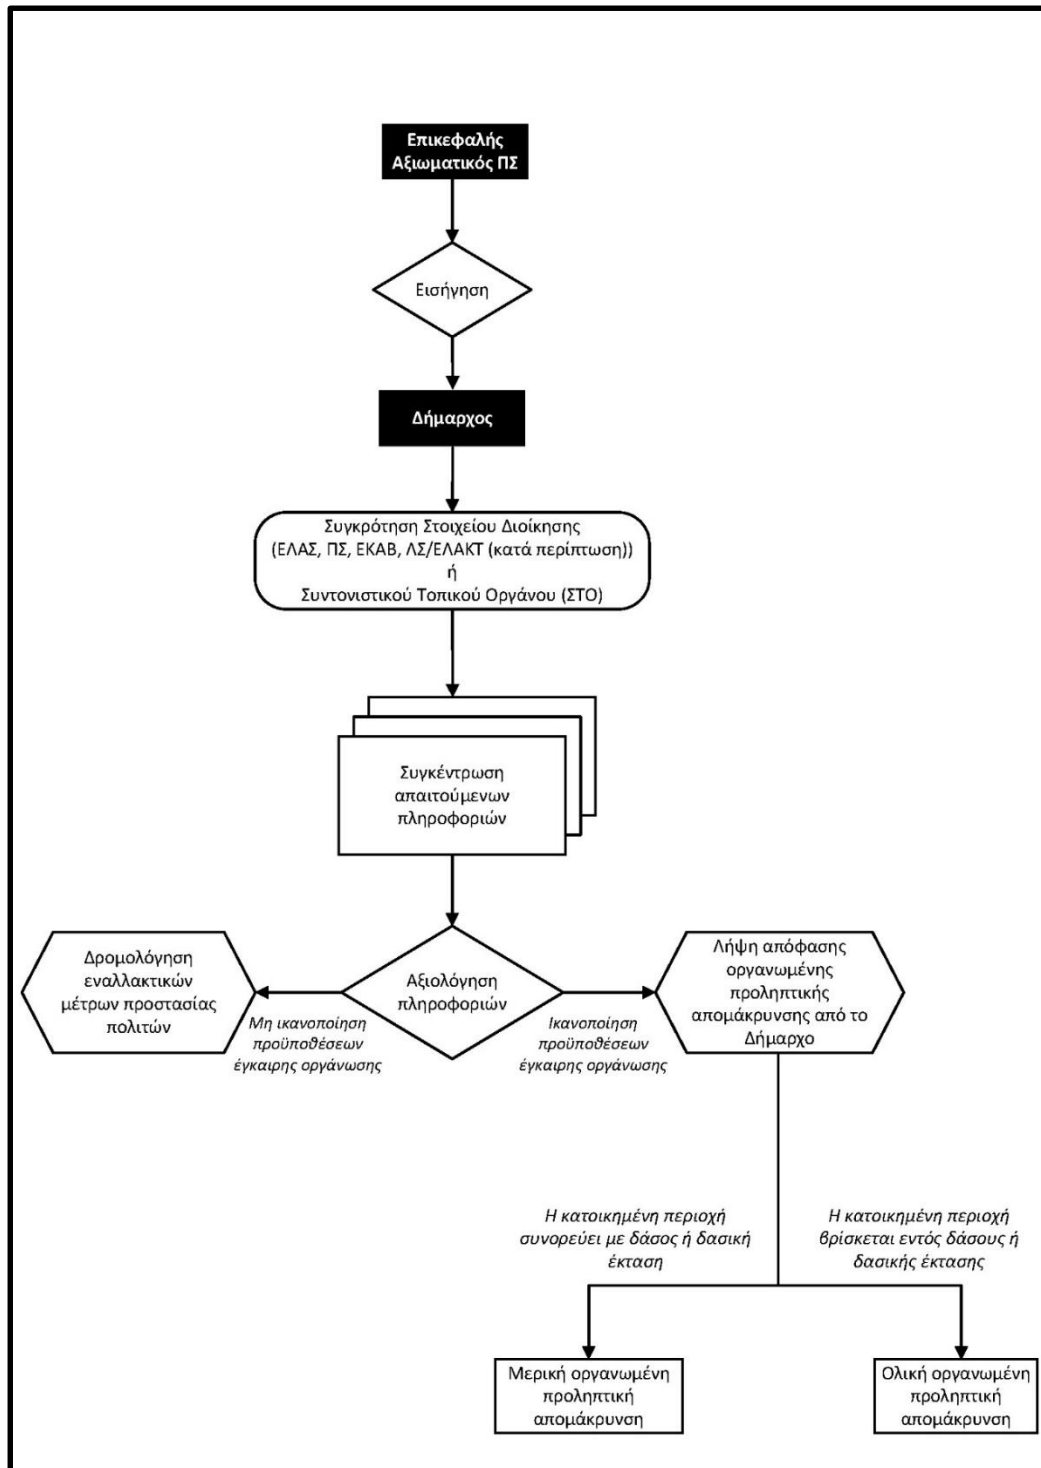 Επικεφαλής
Αξιωματικός ΠΣ
Εισήγηση
Δήμαρχος
Συγκρότηση Στοιχείου Διοίκησης
(ΕΛΑΣ, ΠΣ, ΕΚΑΒ, ΛΣ/ΕΛΑΚΤ (κατά περίπτωση))
ή
Συντονιστικού Τοπικού Οργάνου (ΣΤΟ)
Συγκέντρωση
απαιτούμενων
πληροφοριών
Δρομολόγηση
εναλλακτικών
μέτρων προστασίας
πολιτών
Μη ικανοποίηση
προϋποθέσεων
έγκαιρης οργάνωσης
Αξιολόγηση
πληροφοριών
Ικανοποίηση
προϋποθέσεων
έγκαιρης οργάνωσης
Λήψη απόφασης
οργανωμένης
προληπτικής
απομάκρυνσης από το
Δήμαρχο
Η κατοικημένη περιοχή
συνορεύει με δάσος ή δασική
έκταση
Η κατοικημένη περιοχή
βρίσκεται εντός δάσους ή
δασικής έκτασης
Μερική οργανωμένη
προληπτική
απομάκρυνση
Ολική οργανωμένη
προληπτική
απομάκρυνση